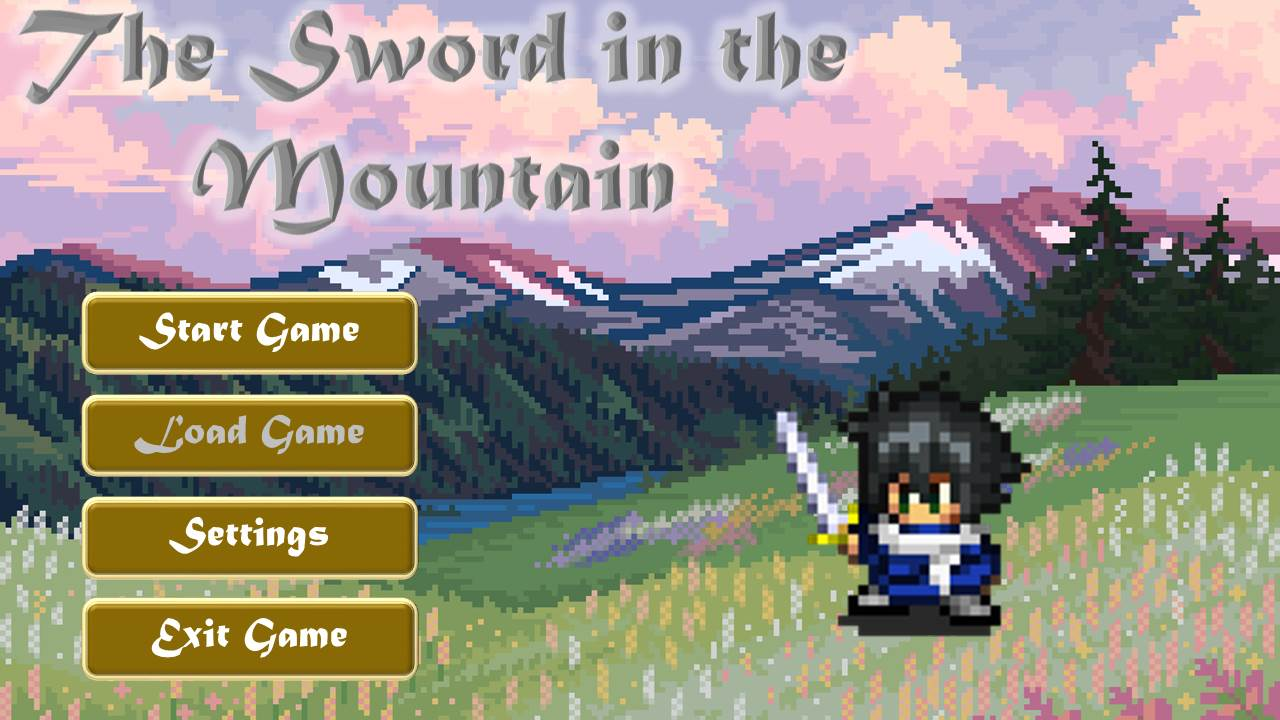 The Sword in the
Mountain
Start Game
Load Game
Settings
Exit Game